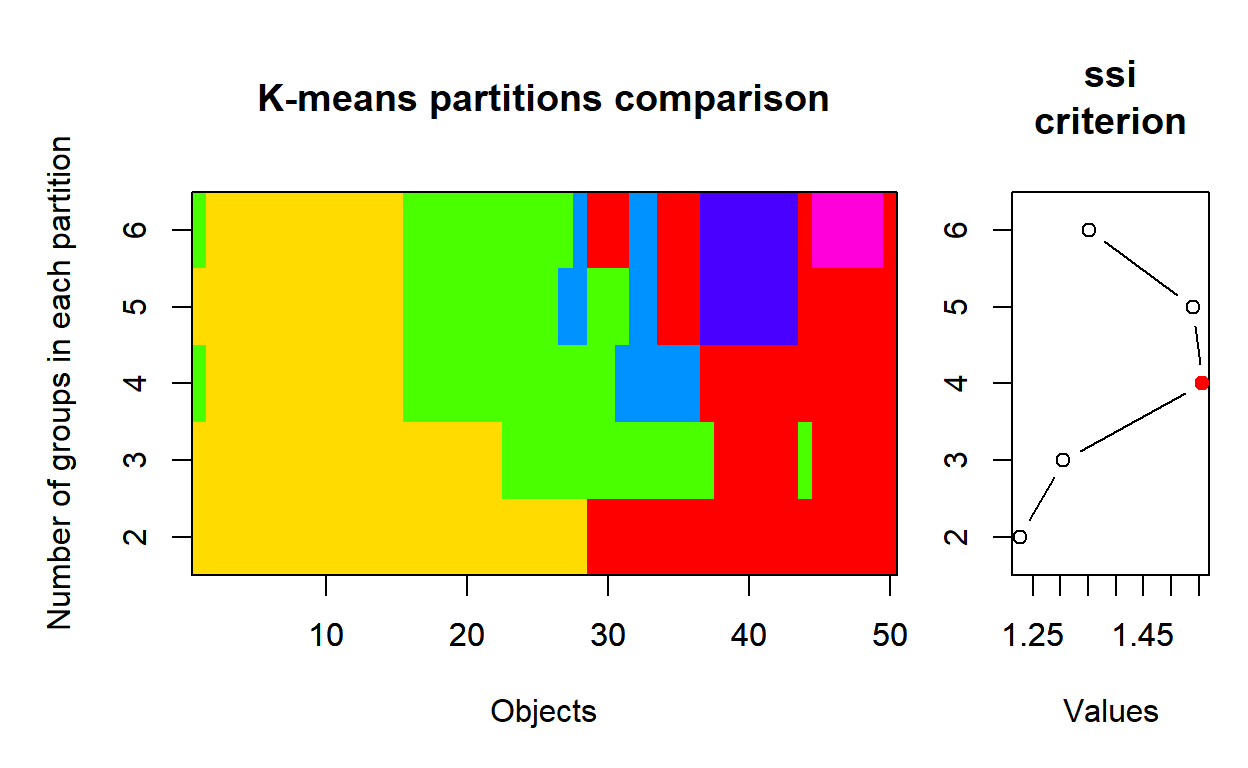 K-means partitions comparison
ssi
criterion
Number of groups in each partition
6
5
4
3
2
10 20 30 40 50
Objects
6
5
4
3
2
1.25 1.45
Values